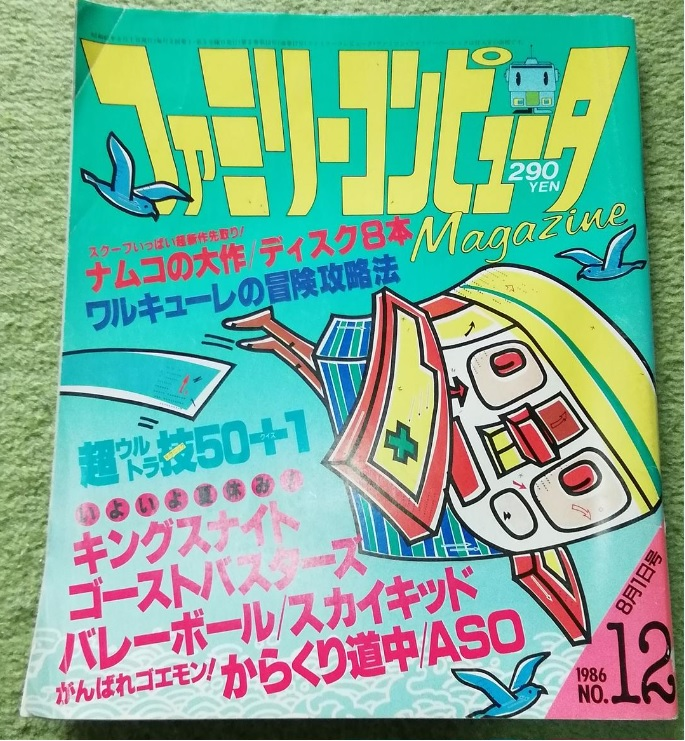 ファミリーコンピュータ
290
YEN
Magazine
スクープいっぱい超新作先取り!
ナムコの大作/ディスク8本
ワルキューレの冒険攻略法
超ウルトラ技50+1
クイズ
いよいよ夏休み!
キングスナイト
ゴーストバスターズ
バレーボール/スカイキッド
がんばれゴエモン!からくり道中/ASO
8月1日号
1986
NO.12